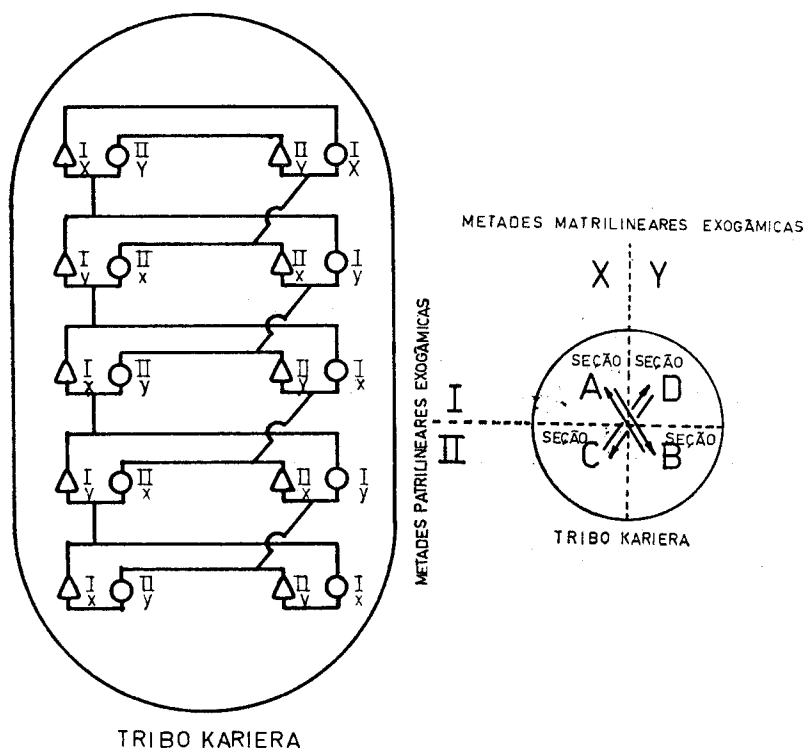 I II II I
X Y Y X
I II II I
y x x y
I II II I
x y y x
I II II I
y x x y
I II II I
x y y x
TRIBO KARIERA
METADES MATRILINEARES EXOGÂMICAS
X Y
METADES PATRILINEARES EXOGÂMICAS
I
II
SEÇÃO SEÇÃO
A D
SEÇÃO SEÇÃO
C B
TRIBO KARIERA